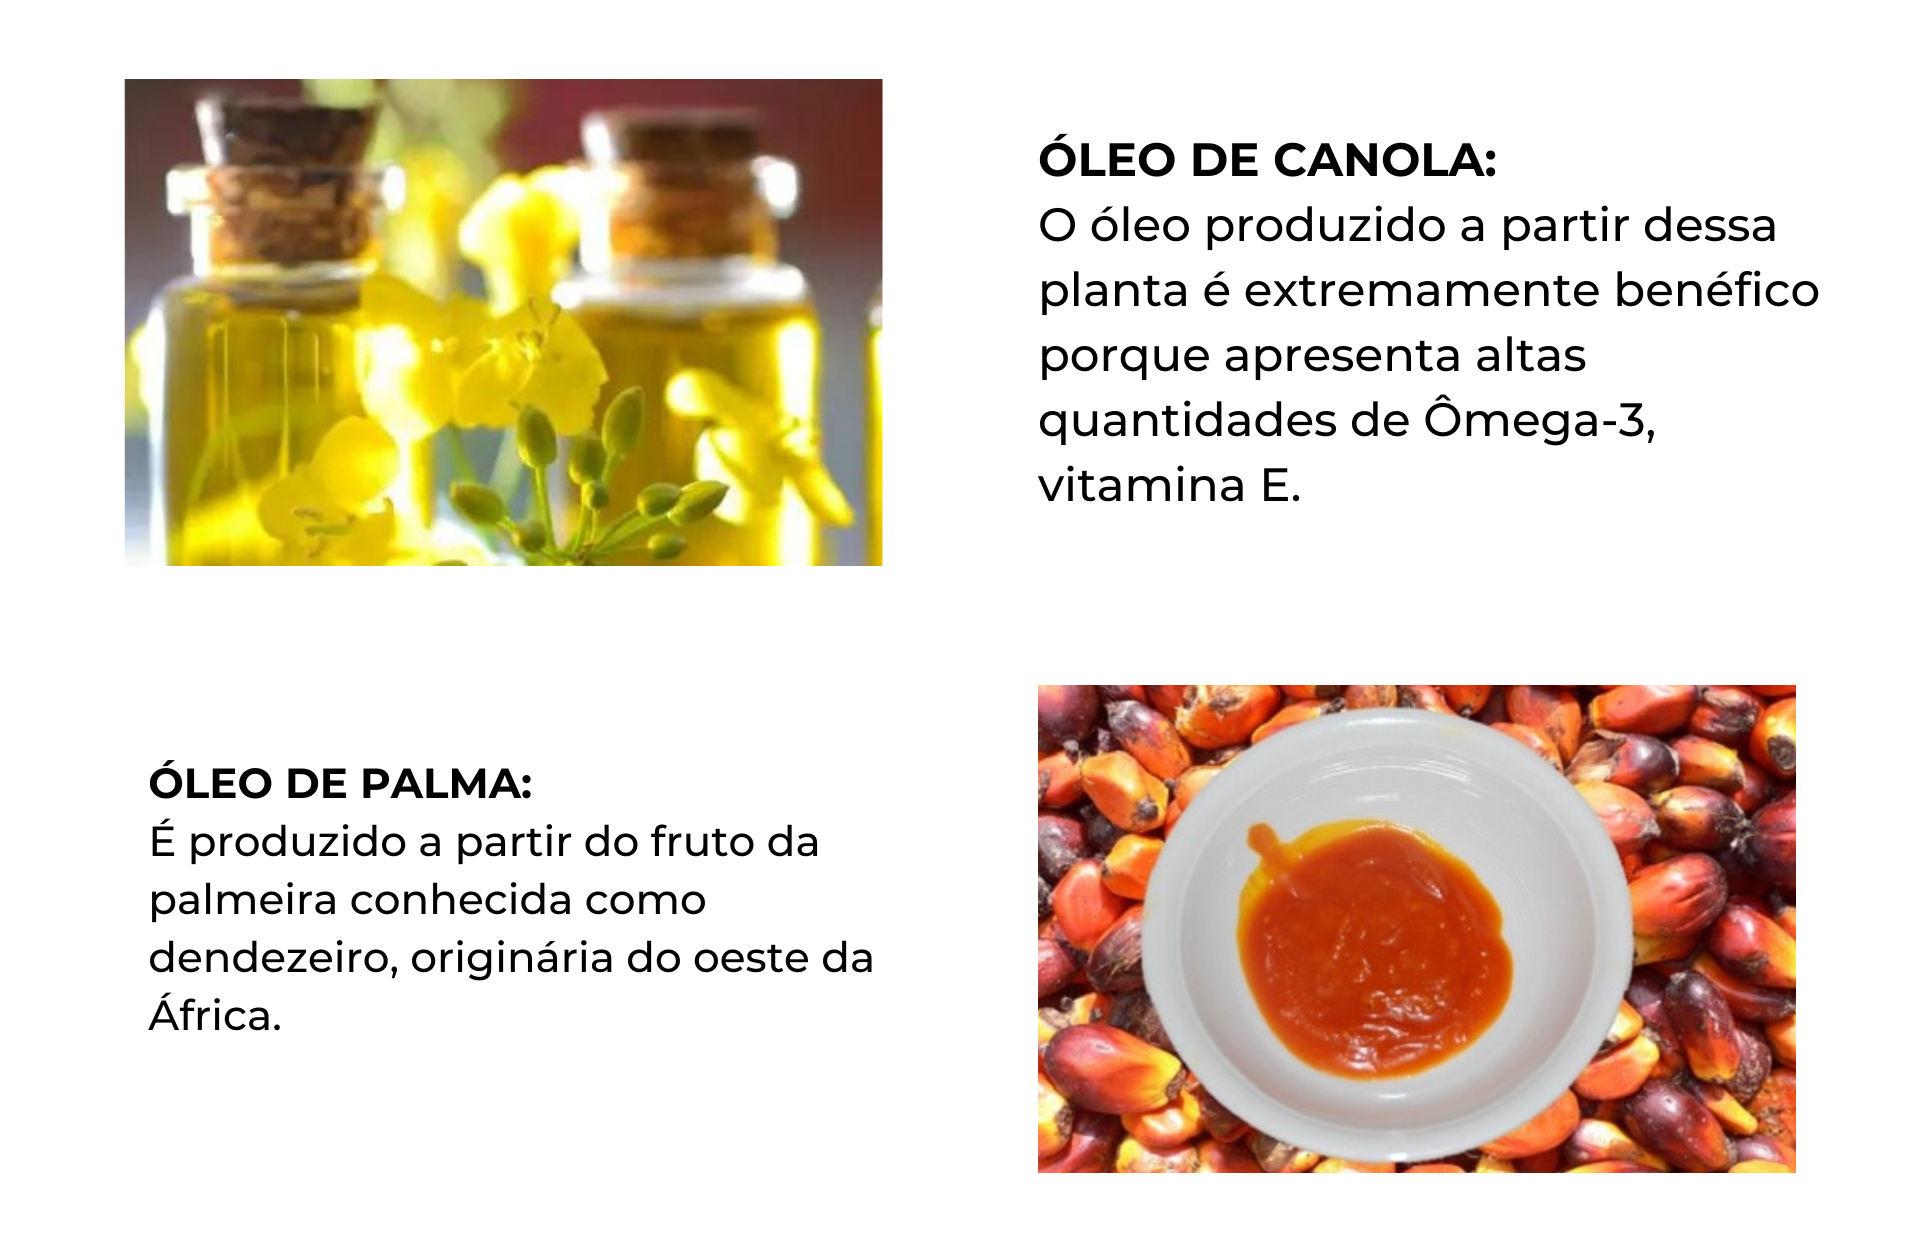 ÓLEO DE CANOLA:
O óleo produzido a partir dessa
planta é extremamente benéfico
porque apresenta altas
quantidades de Ômega-3,
vitamina E.
ÓLEO DE PALMA:
É produzido a partir do fruto da
palmeira conhecida como
dendezeiro, originária do oeste da
África.